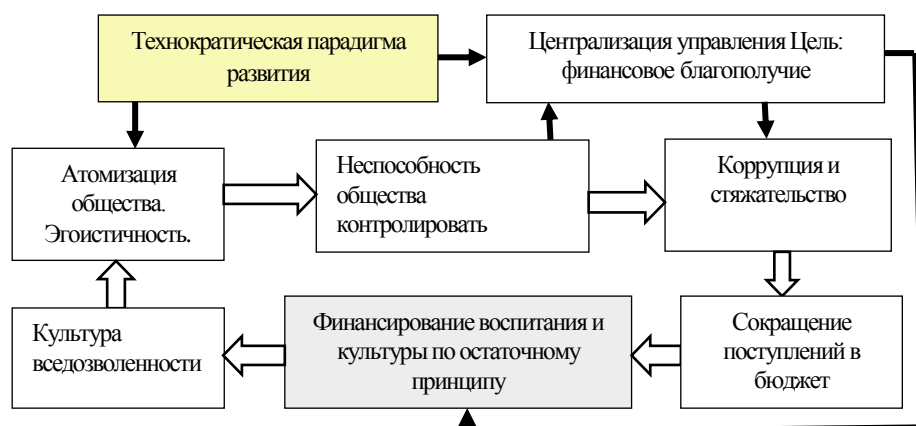 Технократическая парадигма
развития
Централизация управления Цель:
финансовое благополучие
Атомизация
общества.
Эгоистичность.
Неспособность
общества
контролировать
Коррупция и
стяжательство
Культура
вседозволенности
Финансирование воспитания и
культуры по остаточному
принципу
Сокращение
поступлений в
бюджет